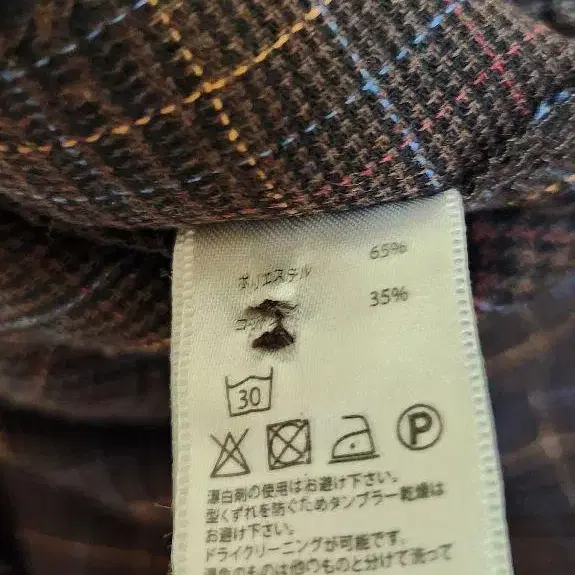 ポリエステル 65%
35%
30
P
漂白剤の使用はお避け下さい。
型くずれを防ぐためタンブラー乾燥は
お避け下さい。
ドライクリーニングが可能です。
のものは他のものと分けて洗って